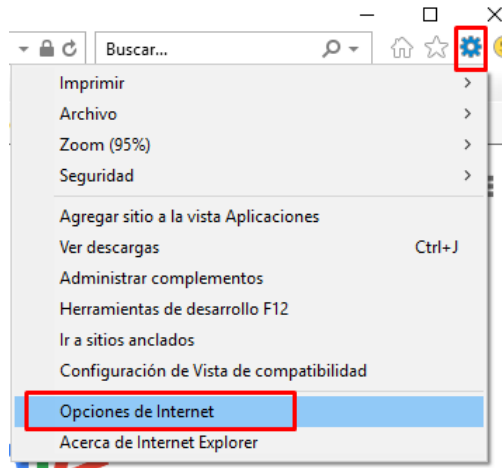 Buscar...
Imprimir
Archivo
Zoom (95%)
Seguridad
Agregar sitio a la vista Aplicaciones
Ver descargas Ctrl+J
Administrar complementos
Herramientas de desarrollo F12
Ir a sitios anclados
Configuración de Vista de compatibilidad
Opciones de Internet
Acerca de Internet Explorer